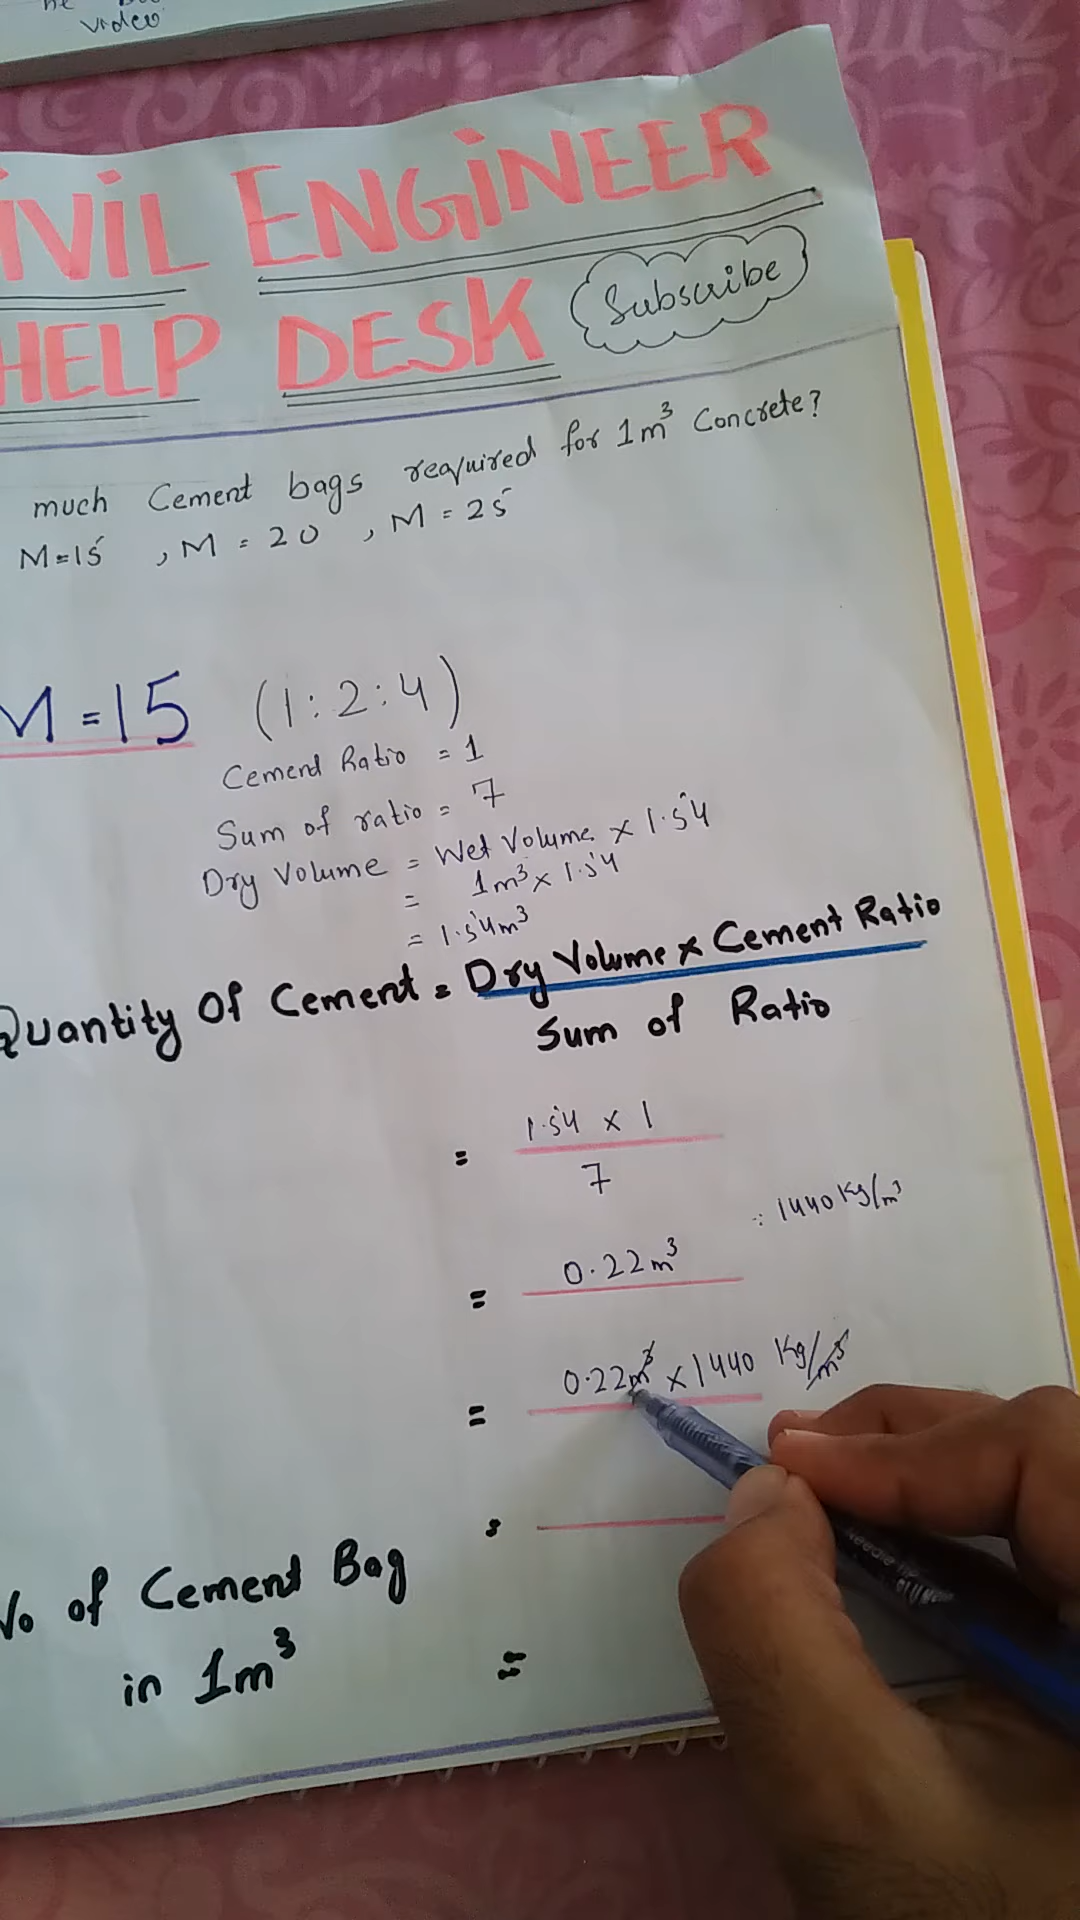 video
IVIL ENGINEER
HELP DESK
Subscribe
much Cement bags required for 1m³ Concrete?
M=15 , M = 20 , M = 25
M = 15 (1:2:4)
Cement Ratio = 1
Sum of ratio = 7
Dry Volume = Wet Volume × 1.54
= 1m³ × 1.54
= 1.54m³
Quantity Of Cement = Dry Volume × Cement Ratio
Sum of Ratio
= 1.54 × 1
7
: 1440 Kg/m³
= 0.22m³
= 0.22m³ × 1440 Kg/m³
=
No of Cement Bag
in 1m³ =